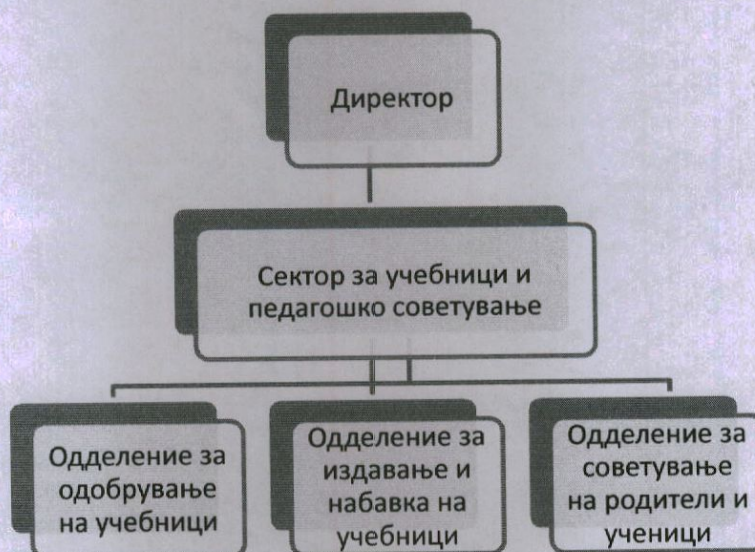 Директор
Сектор за учебници и
педагошко советување
Одделение за
одобрување
на учебници
Одделение за
издавање и
набавка на
учебници
Одделение за
советување
на родители и
ученици